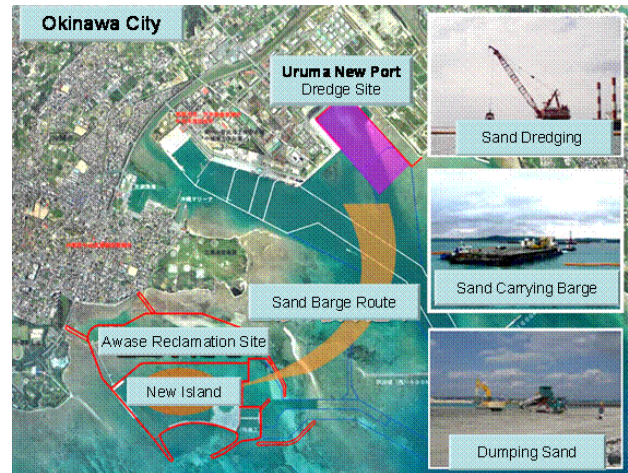 Okinawa City
Uruma New Port
Dredge Site
Sand Dredging
Sand Carrying Barge
Sand Barge Route
Awase Reclamation Site
New Island
Dumping Sand